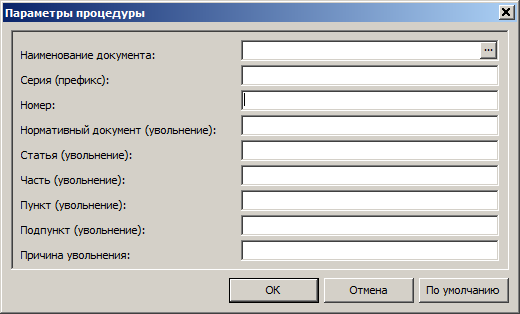 Параметры процедуры
Наименование документа:
...
Серия (префикс):
Номер:
Нормативный документ (увольнение):
Статья (увольнение):
Часть (увольнение):
Пункт (увольнение):
Подпункт (увольнение):
Причина увольнения:
OK
Отмена
По умолчанию